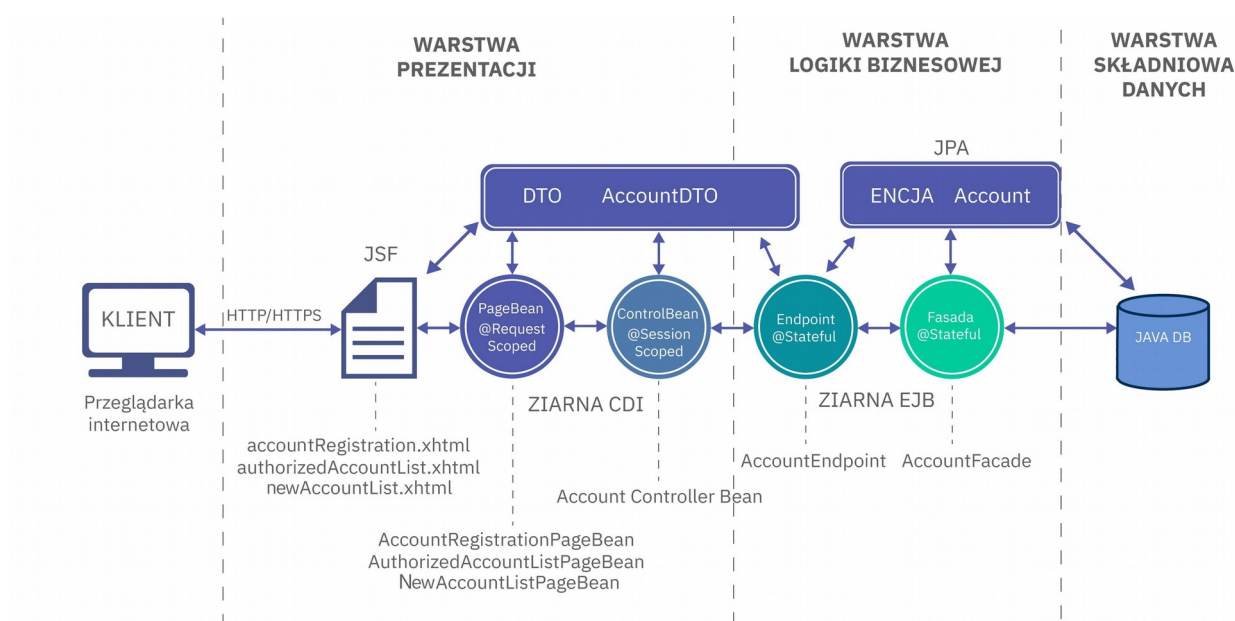 WARSTWA
PREZENTACJI
WARSTWA
LOGIKI BIZNESOWEJ
WARSTWA
SKŁADNIOWA
DANYCH
JPA
DTO AccountDTO
ENCJA Account
JSF
KLIENT
HTTP/HTTPS
PageBean
@Request
Scoped
ControlBean
@Session
Scoped
Endpoint
@Stateful
Fasada
@Stateful
JAVA DB
Przeglądarka
internetowa
ZIARNA CDI
ZIARNA EJB
accountRegistration.xhtml
authorizedAccountList.xhtml
newAccountList.xhtml
AccountEndpoint
AccountFacade
Account Controller Bean
AccountRegistrationPageBean
AuthorizedAccountListPageBean
NewAccountListPageBean